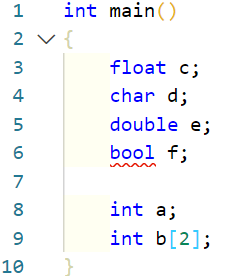 1 int main()
2 {
3 float c;
4 char d;
5 double e;
6 bool f;
7
8 int a;
9 int b[2];
10 }